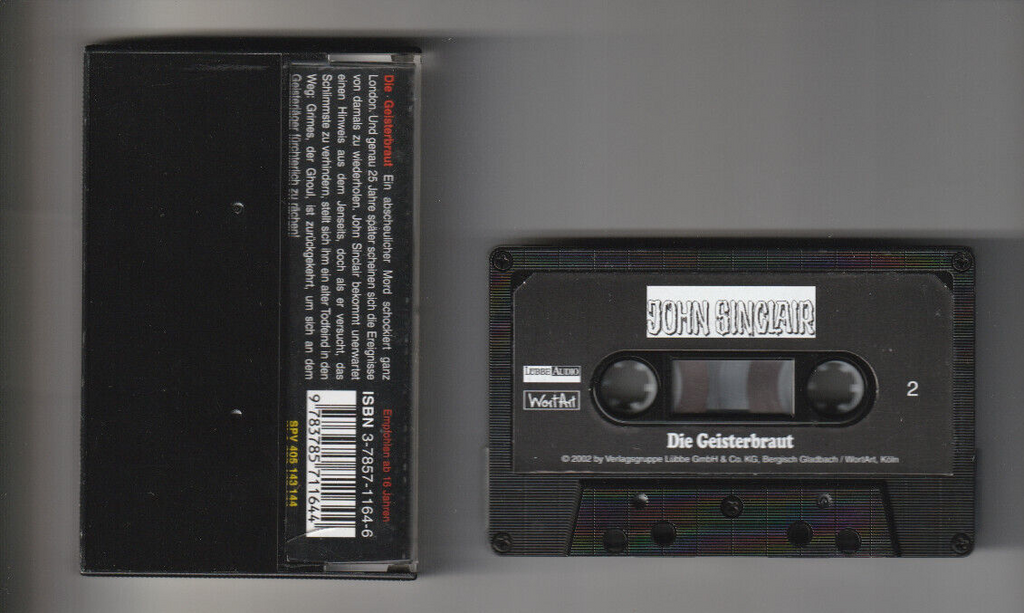 Die Geisterbraut Ein abscheulicher Mord schockiert ganz
London. Und genau 25 Jahre später scheinen sich die Ereignisse
von damals zu wiederholen. John Sinclair bekommt unerwartet
einen Hinweis aus dem Jenseits, doch als er versucht, das
Schlimmste zu verhindern, stellt sich ihm ein alter Todfeind in den
Weg: Grimes, der Ghoul, ist zurückgekehrt, um sich an dem
Geisterjäger fürchterlich zu rächen!
Empfohlen ab 16 Jahren
ISBN 3-7857-1164-6
9 783785 711644
SPV 405 143 144
JOHN SINCLAIR
LÜBBE AUDIO
WortArt
2
Die Geisterbraut
© 2002 by Verlagsgruppe Lübbe GmbH & Co. KG, Bergisch Gladbach / WortArt, Köln